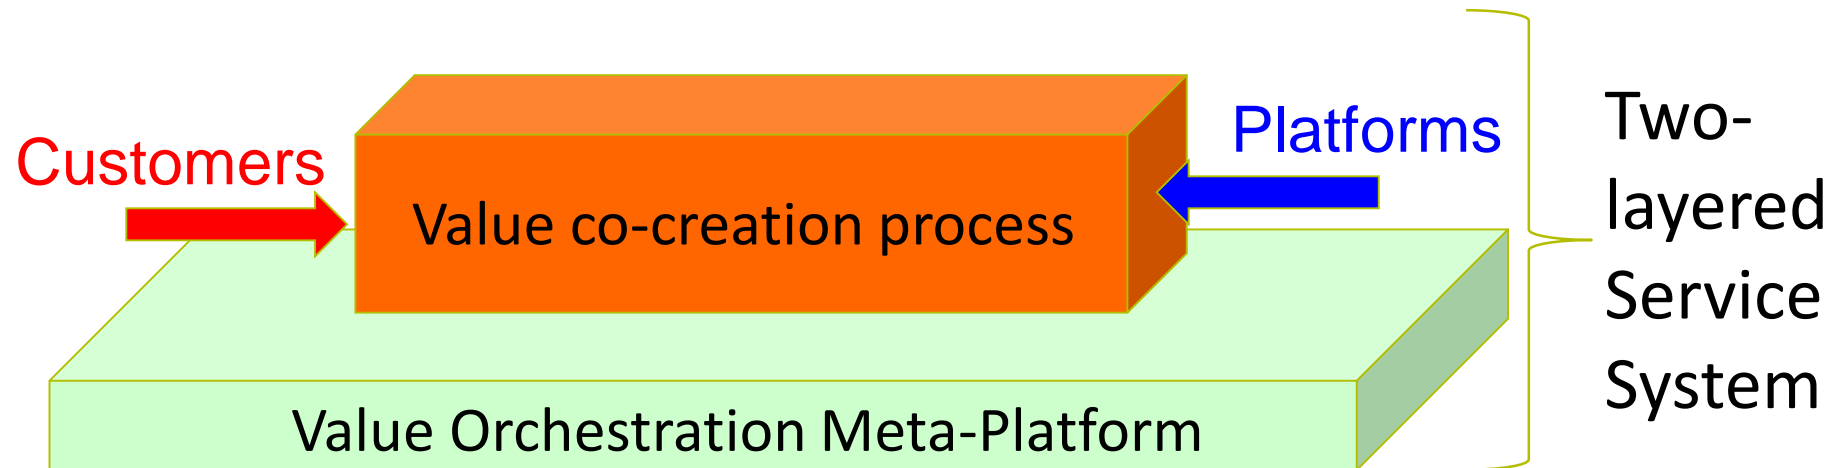 Customers
Platforms
Value co-creation process
Value Orchestration Meta-Platform
Two-
layered
Service
System